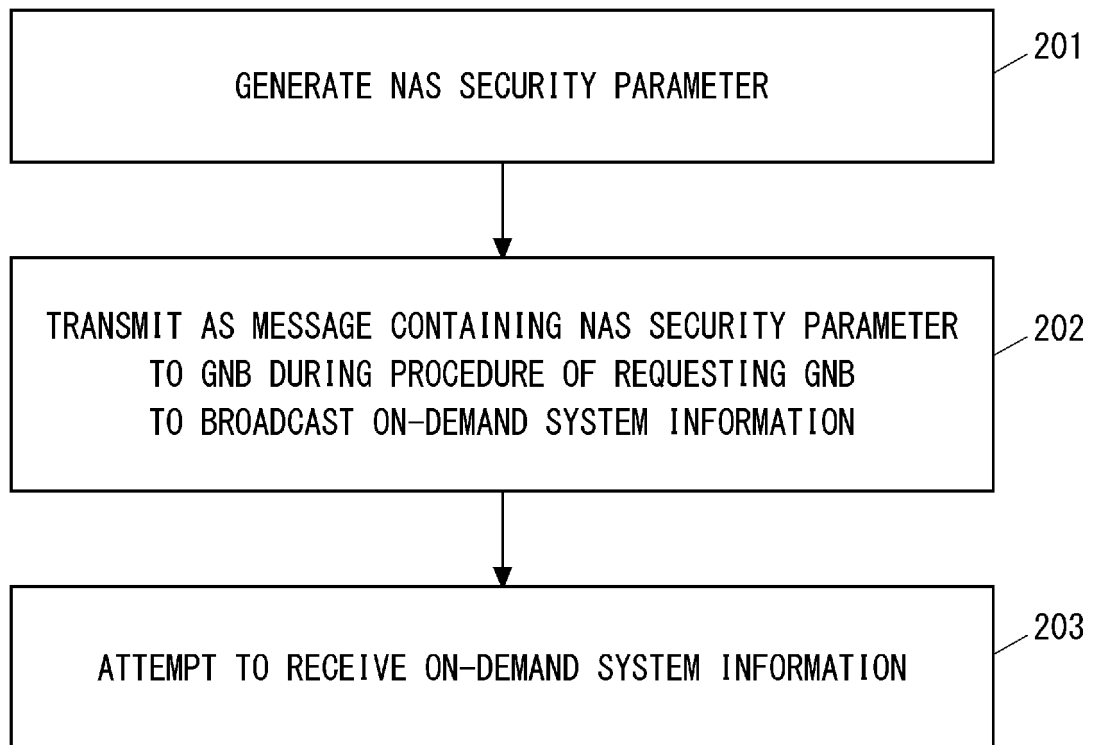 GENERATE NAS SECURITY PARAMETER
201
TRANSMIT AS MESSAGE CONTAINING NAS SECURITY PARAMETER
TO GNB DURING PROCEDURE OF REQUESTING GNB
TO BROADCAST ON-DEMAND SYSTEM INFORMATION
202
ATTEMPT TO RECEIVE ON-DEMAND SYSTEM INFORMATION
203